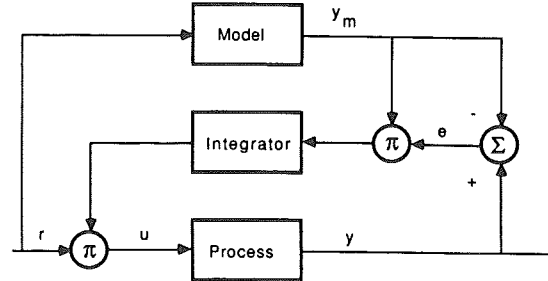 y_m
Model
-
Integrator
π
e
Σ
+
r
π
u
Process
y